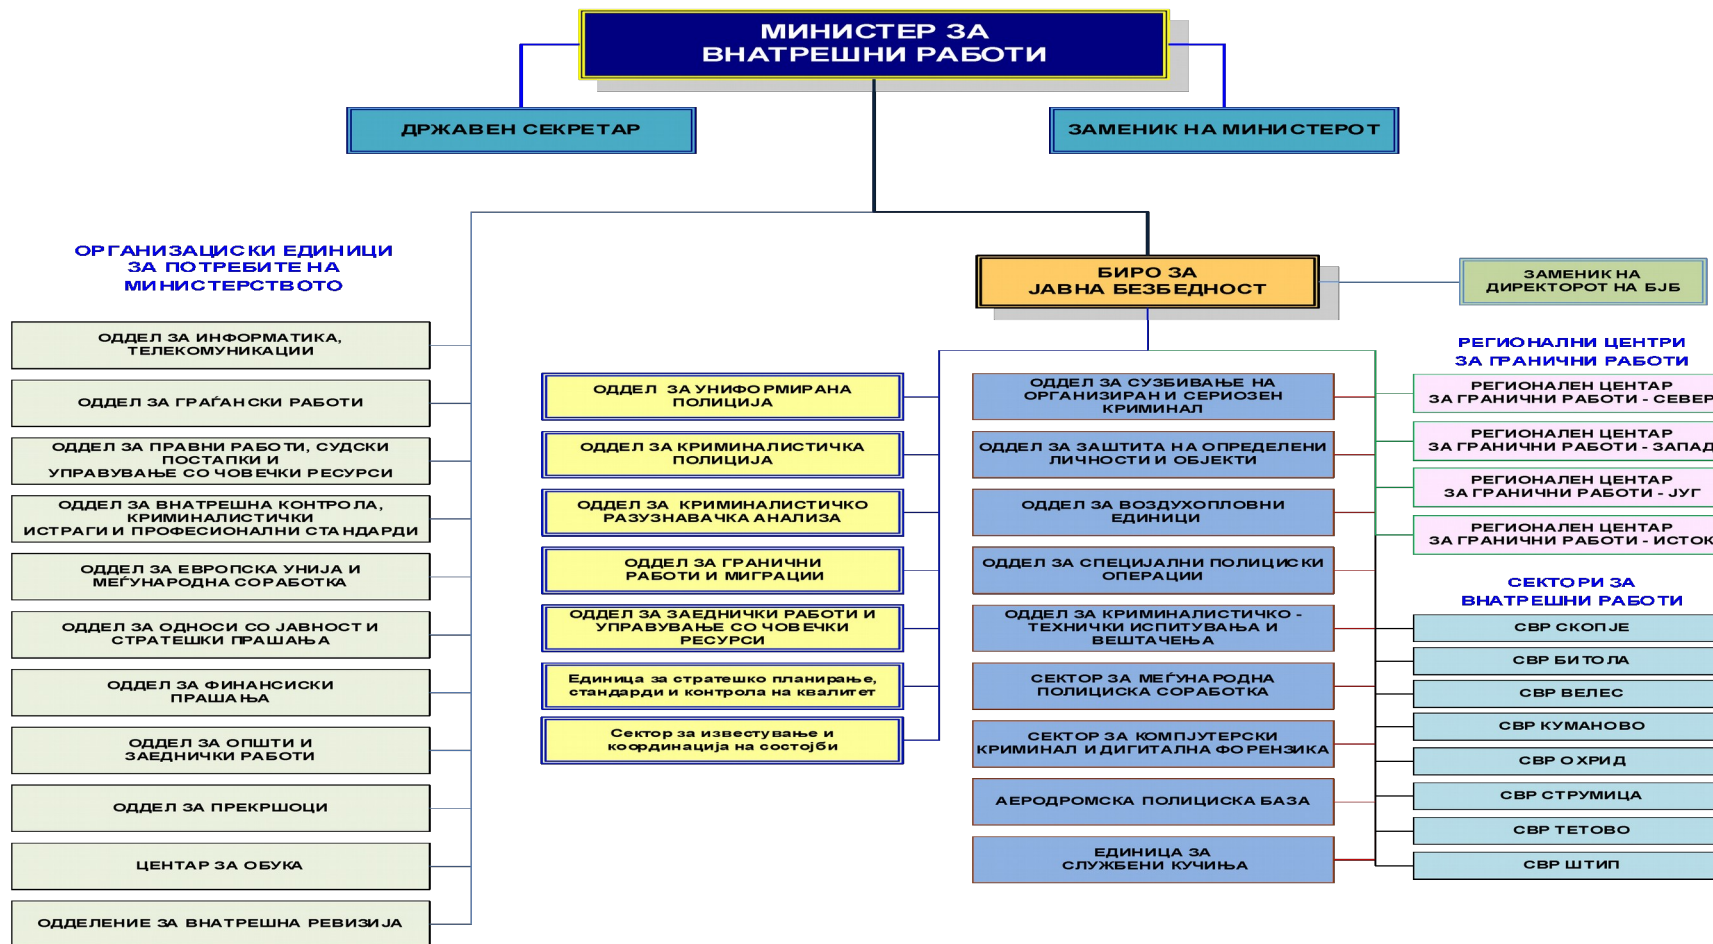 МИНИСТЕР ЗА
ВНАТРЕШНИ РАБОТИ
ДРЖАВЕН СЕКРЕТАР
ЗАМЕНИК НА МИНИСТЕРОТ
ОРГАНИЗАЦИСКИ ЕДИНИЦИ
ЗА ПОТРЕБИТЕ НА
МИНИСТЕРСТВОТО
ОДДЕЛ ЗА ИНФОРМАТИКА,
ТЕЛЕКОМУНИКАЦИИ
ОДДЕЛ ЗА ГРАЃАНСКИ РАБОТИ
ОДДЕЛ ЗА ПРАВНИ РАБОТИ, СУДСКИ
ПОСТАПКИ И
УПРАВУВАЊЕ СО ЧОВЕЧКИ РЕСУРСИ
ОДДЕЛ ЗА ВНАТРЕШНА КОНТРОЛА,
КРИМИНАЛИСТИЧКИ
ИСТРАГИ И ПРОФЕСИОНАЛНИ СТАНДАРДИ
ОДДЕЛ ЗА ЕВРОПСКА УНИЈА И
МЕЃУНАРОДНА СОРАБОТКА
ОДДЕЛ ЗА ОДНОСИ СО ЈАВНОСТ И
СТРАТЕШКИ ПРАШАЊА
ОДДЕЛ ЗА ФИНАНСИСКИ
ПРАШАЊА
ОДДЕЛ ЗА ОПШТИ И
ЗАЕДНИЧКИ РАБОТИ
ОДДЕЛ ЗА ПРЕКРШОЦИ
ЦЕНТАР ЗА ОБУКА
ОДДЕЛЕНИЕ ЗА ВНАТРЕШНА РЕВИЗИЈА
БИРО ЗА
ЈАВНА БЕЗБЕДНОСТ
ЗАМЕНИК НА
ДИРЕКТОРОТ НА БЈБ
ОДДЕЛ ЗА УНИФОРМИРАНА
ПОЛИЦИЈА
ОДДЕЛ ЗА КРИМИНАЛИСТИЧКА
ПОЛИЦИЈА
ОДДЕЛ ЗА КРИМИНАЛИСТИЧКО
РАЗУЗНАВАЧКА АНАЛИЗА
ОДДЕЛ ЗА ГРАНИЧНИ
РАБОТИ И МИГРАЦИИ
ОДДЕЛ ЗА ЗАЕДНИЧКИ РАБОТИ И
УПРАВУВАЊЕ СО ЧОВЕЧКИ
РЕСУРСИ
Единица за стратешко планирање,
стандарди и контрола на квалитет
Сектор за известување и
координација на состојби
ОДДЕЛ ЗА СУЗБИВАЊЕ НА
ОРГАНИЗИРАН И СЕРИОЗЕН
КРИМИНАЛ
ОДДЕЛ ЗА ЗАШТИТА НА ОПРЕДЕЛЕНИ
ЛИЧНОСТИ И ОБЈЕКТИ
ОДДЕЛ ЗА ВОЗДУХОПЛОВНИ
ЕДИНИЦИ
ОДДЕЛ ЗА СПЕЦИЈАЛНИ ПОЛИЦИСКИ
ОПЕРАЦИИ
ОДДЕЛ ЗА КРИМИНАЛИСТИЧКО -
ТЕХНИЧКИ ИСПИТУВАЊА И
ВЕШТАЧЕЊА
СЕКТОР ЗА МЕЃУНАРОДНА
ПОЛИЦИСКА СОРАБОТКА
СЕКТОР ЗА КОМПЈУТЕРСКИ
КРИМИНАЛ И ДИГИТАЛНА ФОРЕНЗИКА
АЕРОДРОМСКА ПОЛИЦИСКА БАЗА
ЕДИНИЦА ЗА
СЛУЖБЕНИ КУЧИЊА
РЕГИОНАЛНИ ЦЕНТРИ
ЗА ГРАНИЧНИ РАБОТИ
РЕГИОНАЛЕН ЦЕНТАР
ЗА ГРАНИЧНИ РАБОТИ - СЕВЕР
РЕГИОНАЛЕН ЦЕНТАР
ЗА ГРАНИЧНИ РАБОТИ - ЗАПАД
РЕГИОНАЛЕН ЦЕНТАР
ЗА ГРАНИЧНИ РАБОТИ - ЈУГ
РЕГИОНАЛЕН ЦЕНТАР
ЗА ГРАНИЧНИ РАБОТИ - ИСТОК
СЕКТОРИ ЗА
ВНАТРЕШНИ РАБОТИ
СВР СКОПЈЕ
СВР БИТОЛА
СВР ВЕЛЕС
СВР КУМАНОВО
СВР ОХРИД
СВР СТРУМИЦА
СВР ТЕТОВО
СВР ШТИП